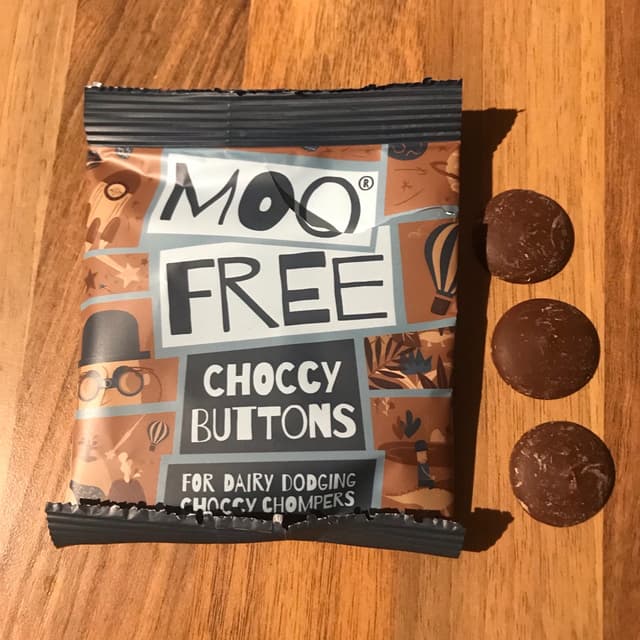 MOO®
FREE
CHOCCY
BUTTONS
FOR DAIRY DODGING
CHOCCY CHOMPERS